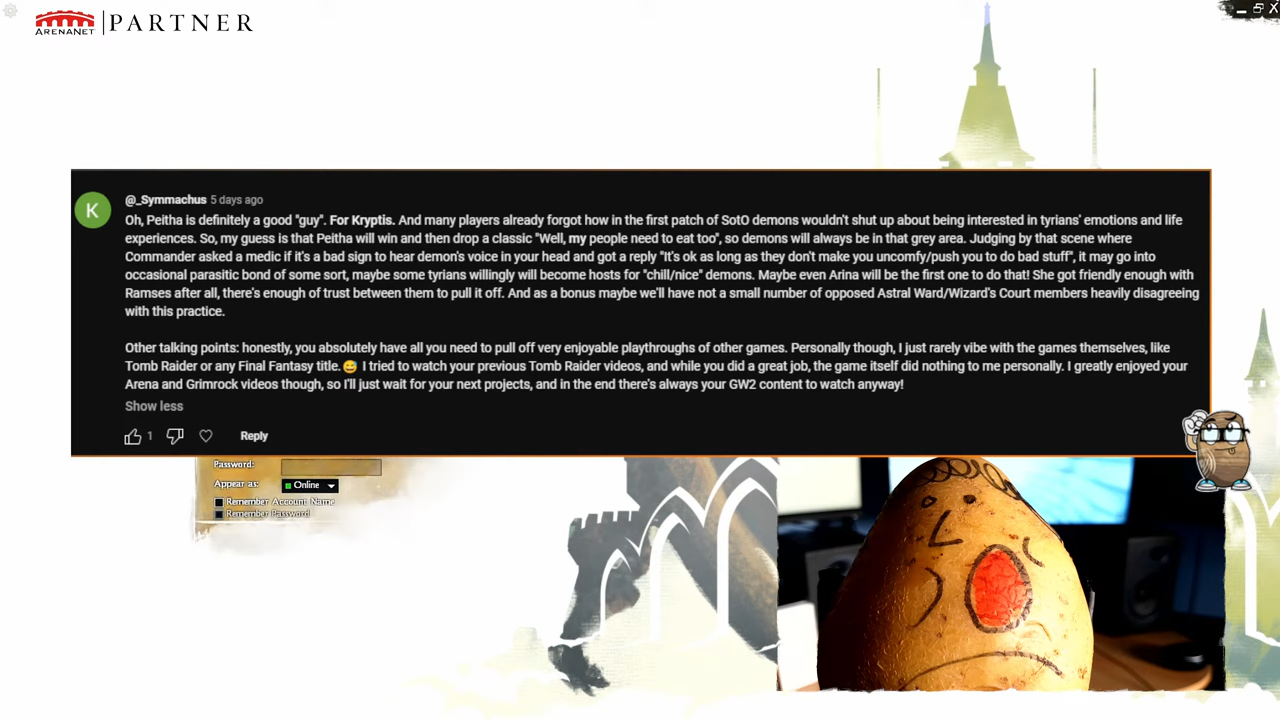 ARENANET | PARTNER
K
@_Symmachus 5 days ago
Oh, Peitha is definitely a good "guy". For Kryptis. And many players already forgot how in the first patch of SotO demons wouldn't shut up about being interested in tyrians' emotions and life
experiences. So, my guess is that Peitha will win and then drop a classic "Well, my people need to eat too", so demons will always be in that grey area. Judging by that scene where
Commander asked a medic if it's a bad sign to hear demon's voice in your head and got a reply "It's ok as long as they don't make you uncomfy/push you to do bad stuff", it may go into
occasional parasitic bond of some sort, maybe some tyrians willingly will become hosts for "chill/nice" demons. Maybe even Arina will be the first one to do that! She got friendly enough with
Ramses after all, there's enough of trust between them to pull it off. And as a bonus maybe we'll have not a small number of opposed Astral Ward/Wizard's Court members heavily disagreeing
with this practice.
Other talking points: honestly, you absolutely have all you need to pull off very enjoyable playthroughs of other games. Personally though, I just rarely vibe with the games themselves, like
Tomb Raider or any Final Fantasy title.😅 I tried to watch your previous Tomb Raider videos, and while you did a great job, the game itself did nothing to me personally. I greatly enjoyed your
Arena and Grimrock videos though, so I'll just wait for your next projects, and in the end there's always your GW2 content to watch anyway!
Show less
1 Reply
Password:
Appear as: Online
Remember Account Name
Remember Password